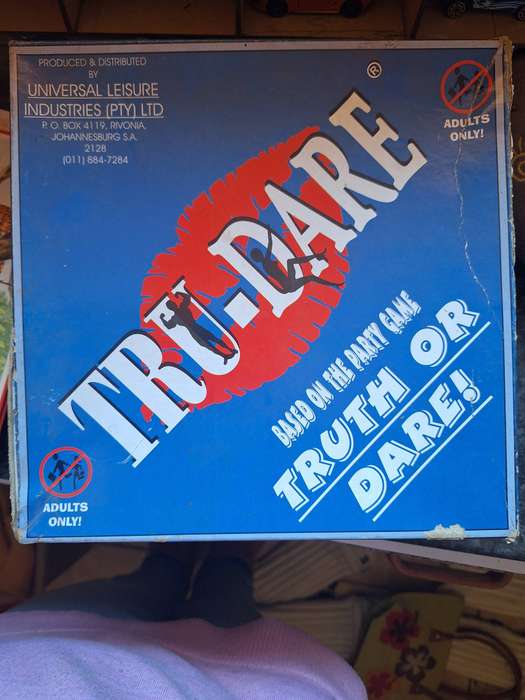 PRODUCED & DISTRIBUTED
BY
UNIVERSAL LEISURE
INDUSTRIES (PTY) LTD
P. O. BOX 4119, RIVONIA,
JOHANNESBURG S.A.
2128
(011) 884-7284
ADULTS
ONLY!
TRU-DARE®
BASED ON THE PARTY GAME
TRUTH OR
DARE!
ADULTS
ONLY!